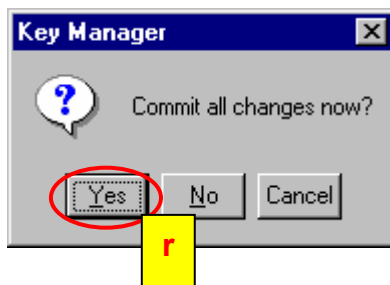 Key Manager
?
Commit all changes now?
Yes No Cancel
r